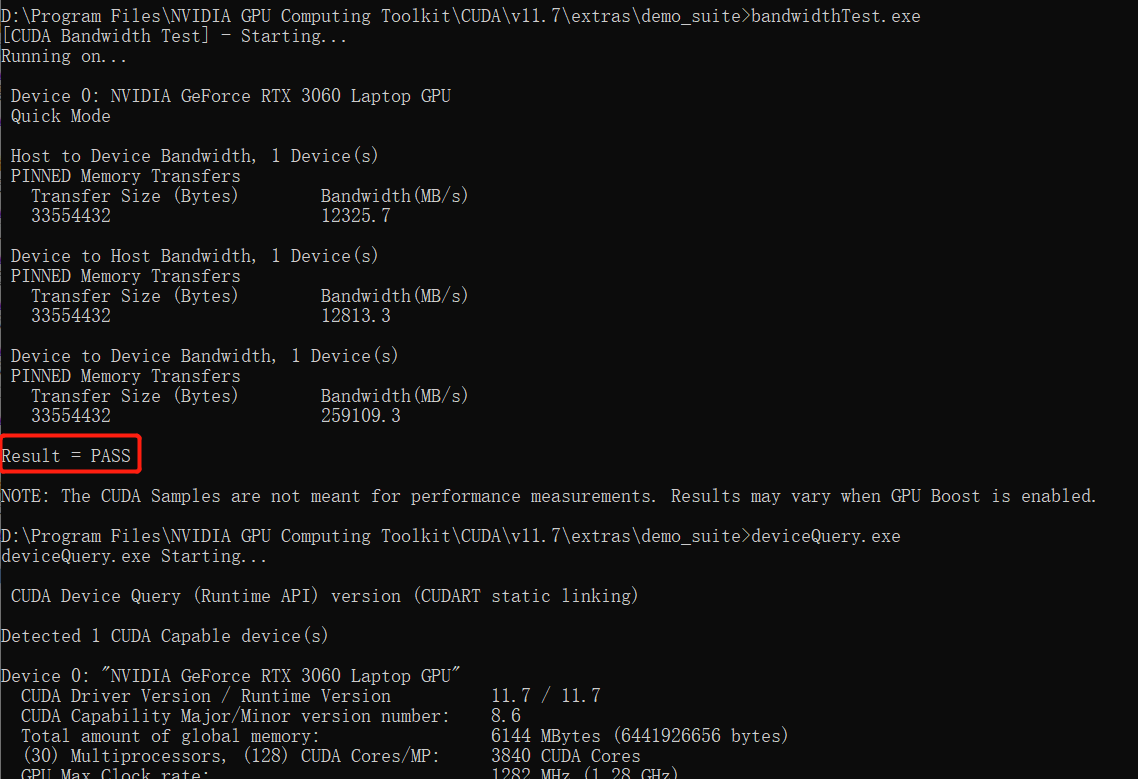 D:\Program Files\NVIDIA GPU Computing Toolkit\CUDA\v11.7\extras\demo_suite>bandwidthTest.exe
[CUDA Bandwidth Test] - Starting...
Running on...
Device 0: NVIDIA GeForce RTX 3060 Laptop GPU
Quick Mode
Host to Device Bandwidth, 1 Device(s)
PINNED Memory Transfers
Transfer Size (Bytes) Bandwidth(MB/s)
33554432 12325.7
Device to Host Bandwidth, 1 Device(s)
PINNED Memory Transfers
Transfer Size (Bytes) Bandwidth(MB/s)
33554432 12813.3
Device to Device Bandwidth, 1 Device(s)
PINNED Memory Transfers
Transfer Size (Bytes) Bandwidth(MB/s)
33554432 259109.3
Result = PASS
NOTE: The CUDA Samples are not meant for performance measurements. Results may vary when GPU Boost is enabled.
D:\Program Files\NVIDIA GPU Computing Toolkit\CUDA\v11.7\extras\demo_suite>deviceQuery.exe
deviceQuery.exe Starting...
CUDA Device Query (Runtime API) version (CUDART static linking)
Detected 1 CUDA Capable device(s)
Device 0: "NVIDIA GeForce RTX 3060 Laptop GPU"
CUDA Driver Version / Runtime Version 11.7 / 11.7
CUDA Capability Major/Minor version number: 8.6
Total amount of global memory: 6144 MBytes (6441926656 bytes)
(30) Multiprocessors, (128) CUDA Cores/MP: 3840 CUDA Cores
GPU Max Clock rate: 1282 MHz (1.28 GHz)